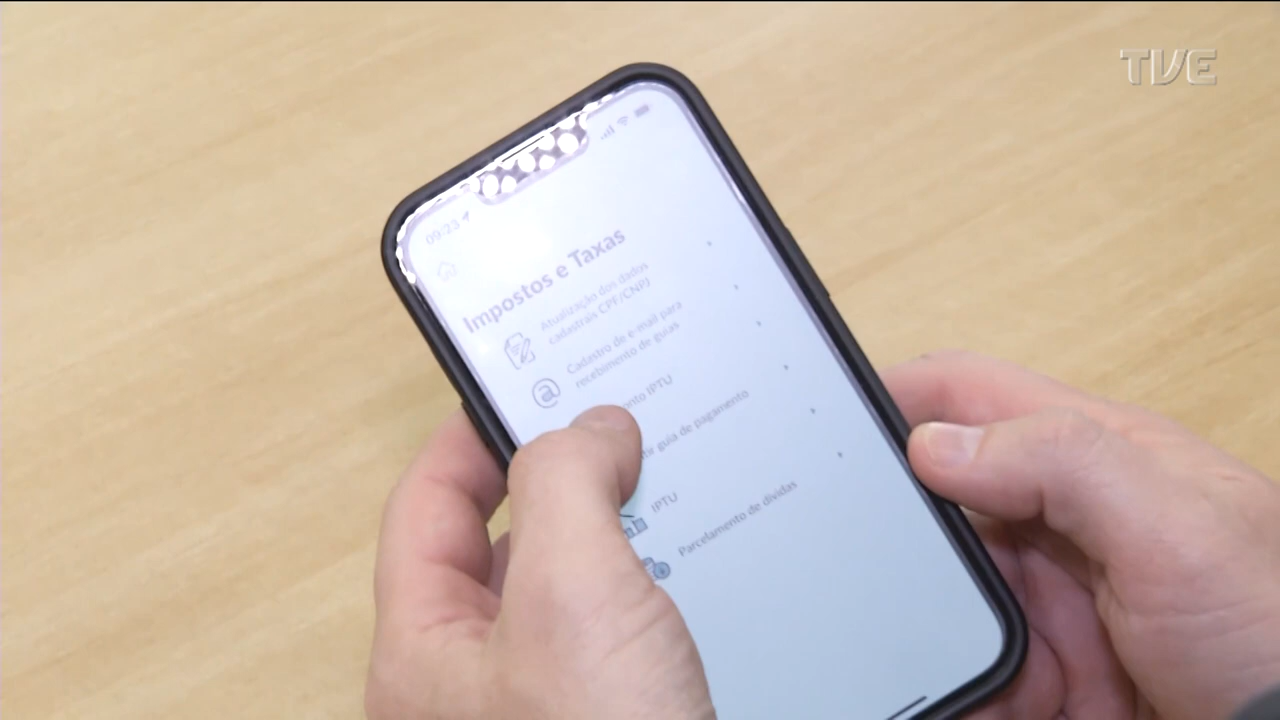 TVE
09:23
Impostos e Taxas
Atualização dos dados
cadastrais CPF/CNPJ
@
Cadastro de e-mail para
recebimento de guias
IPTU
guia de pagamento
IPTU
Parcelamento de dívidas